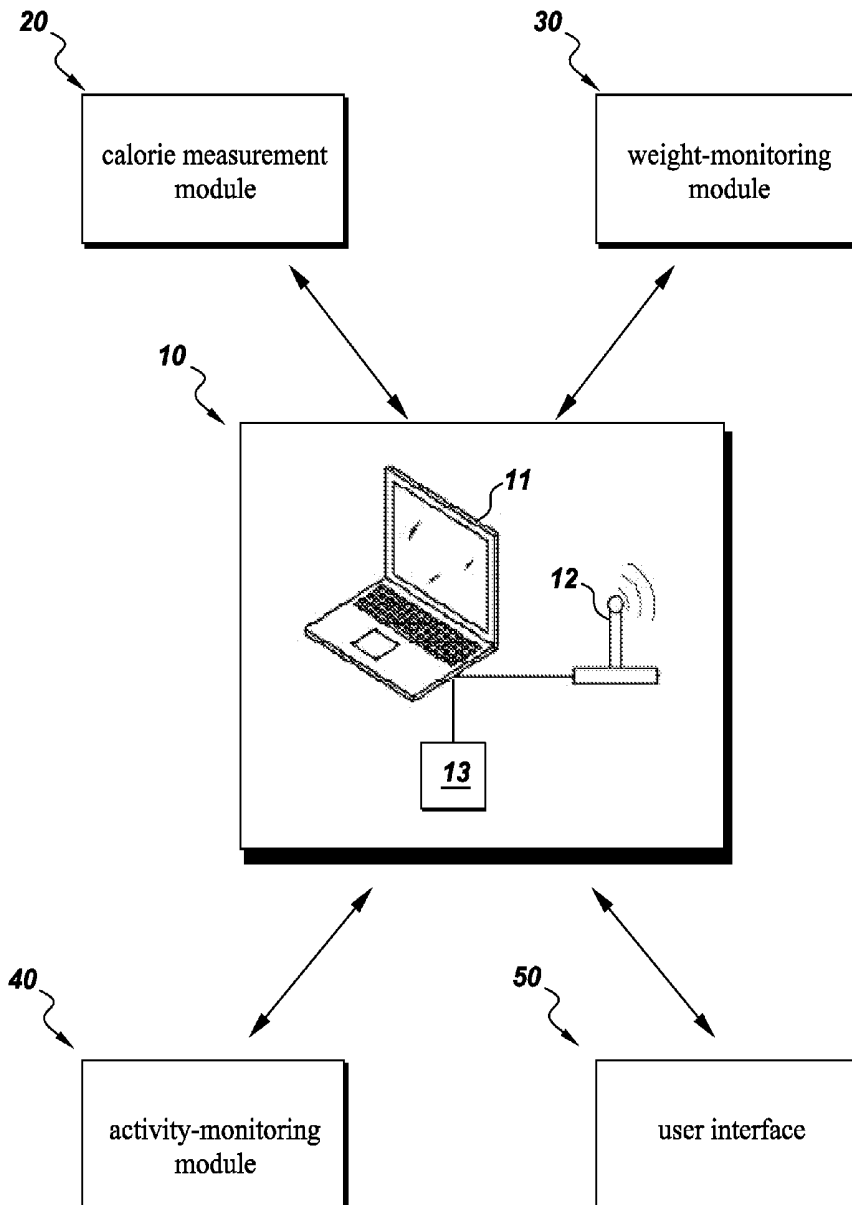 20
30
calorie measurement
module
weight-monitoring
module
10
11
12
13
40
50
activity-monitoring
module
user interface